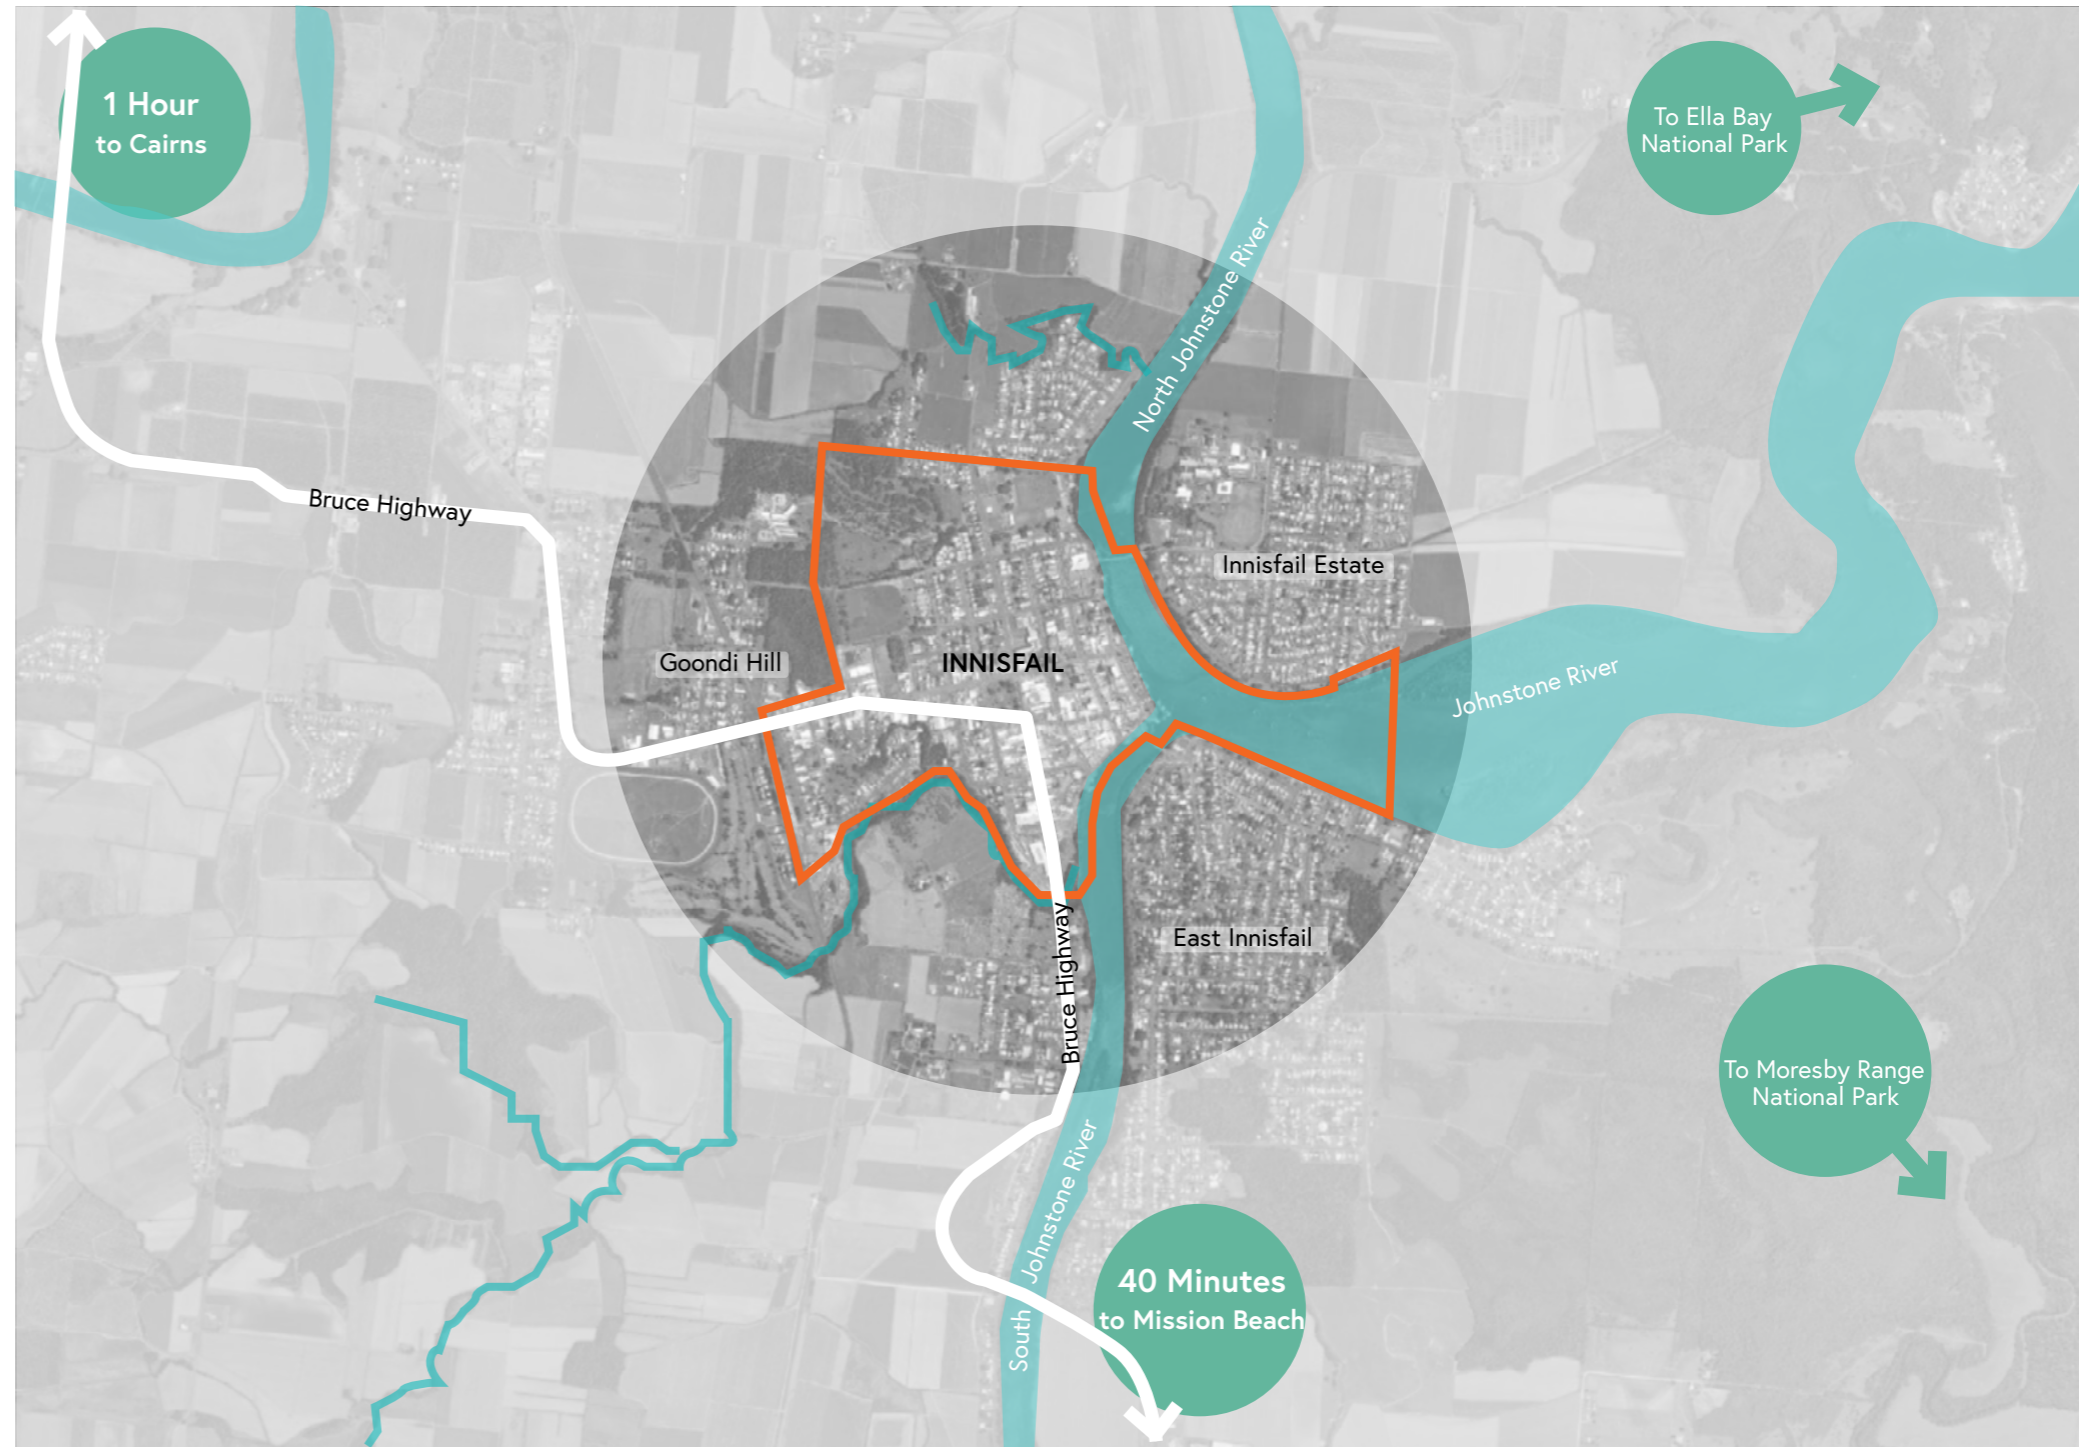 1 Hour
to Cairns
To Ella Bay
National Park
North Johnstone River
Bruce Highway
Innisfail Estate
Goondi Hill
INNISFAIL
Johnstone River
East Innisfail
Bruce Highway
To Moresby Range
National Park
South Johnstone River
40 Minutes
to Mission Beach